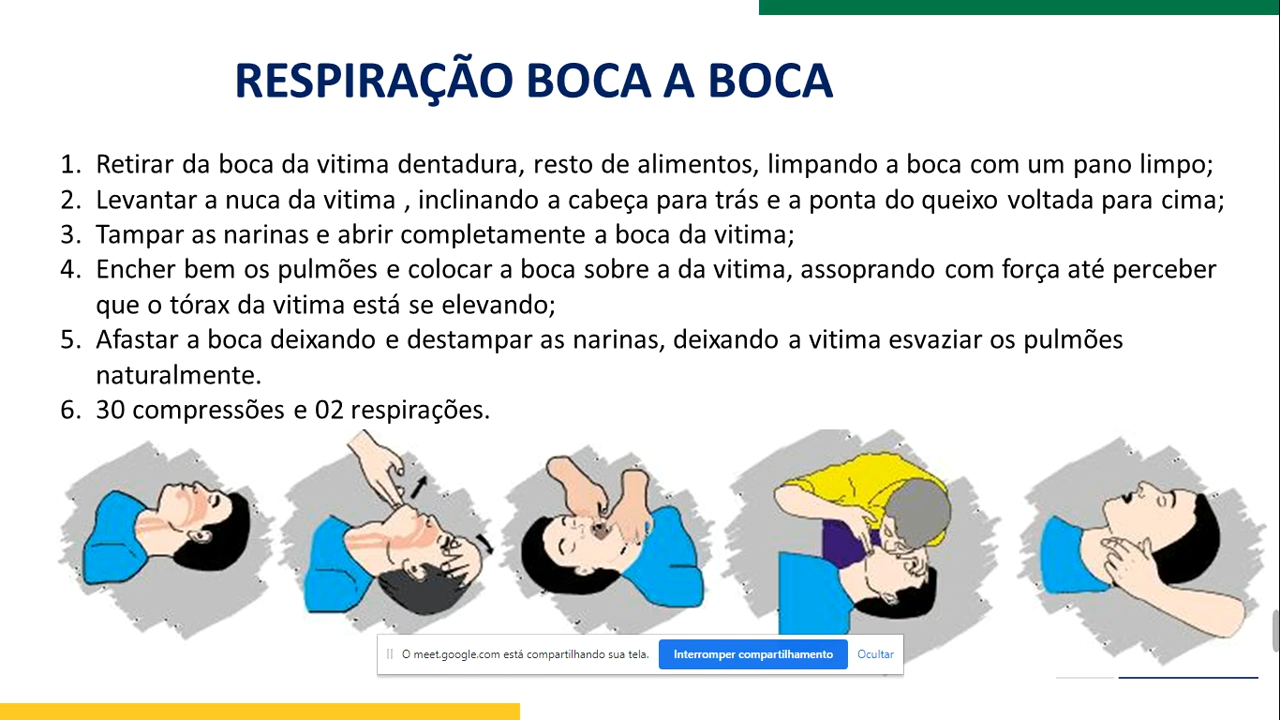 RESPIRAÇÃO BOCA A BOCA
1. Retirar da boca da vitima dentadura, resto de alimentos, limpando a boca com um pano limpo;
2. Levantar a nuca da vitima , inclinando a cabeça para trás e a ponta do queixo voltada para cima;
3. Tampar as narinas e abrir completamente a boca da vitima;
4. Encher bem os pulmões e colocar a boca sobre a da vitima, assoprando com força até perceber
que o tórax da vitima está se elevando;
5. Afastar a boca deixando e destampar as narinas, deixando a vitima esvaziar os pulmões
naturalmente.
6. 30 compressões e 02 respirações.
O meet.google.com está compartilhando sua tela. Interromper compartilhamento Ocultar